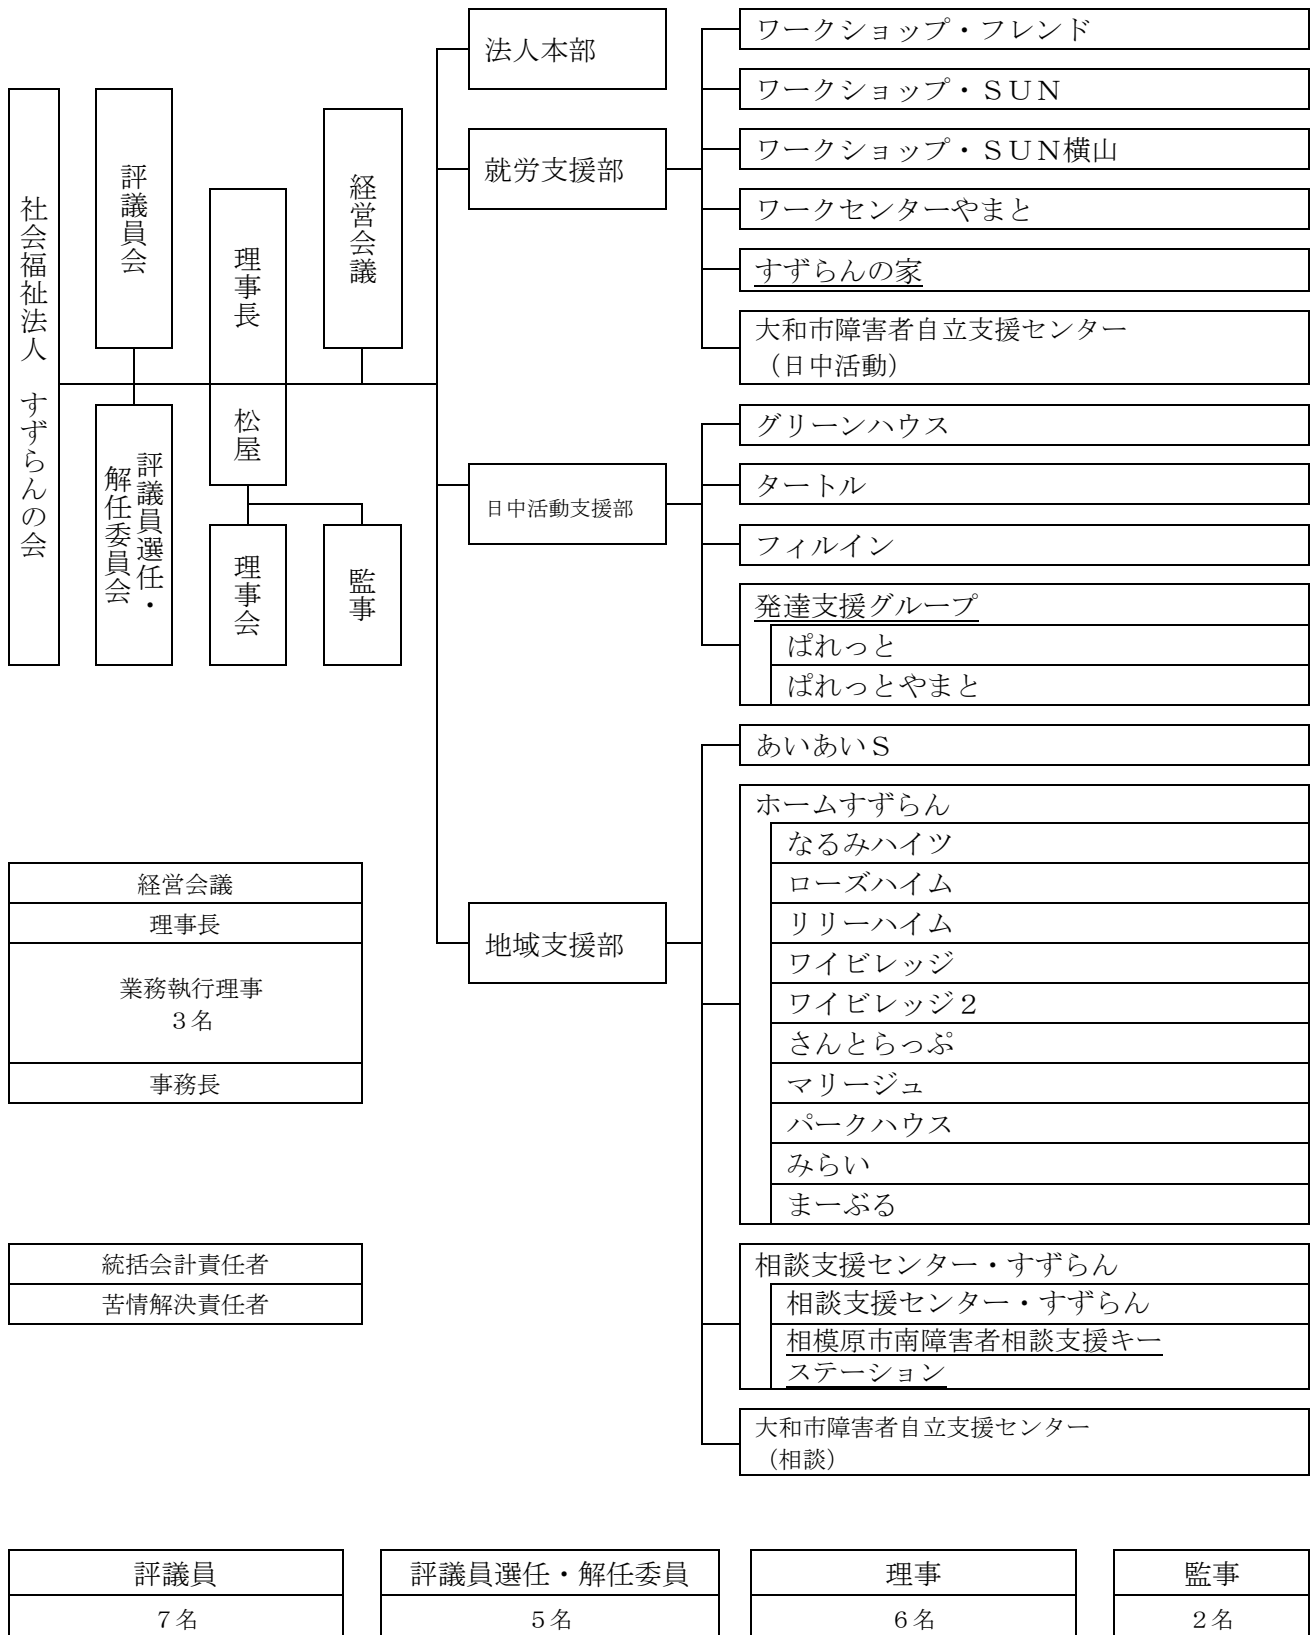 社会福祉法人　すずらんの会
評議員会
評議員選任・
解任委員会
理事長
松屋
理事会
監事
経営会議
法人本部
就労支援部
ワークショップ・フレンド
ワークショップ・ＳＵＮ
ワークショップ・ＳＵＮ横山
ワークセンターやまと
すずらんの家
大和市障害者自立支援センター
（日中活動）
日中活動支援部
グリーンハウス
タートル
フィルイン
発達支援グループ
ぱれっと
ぱれっとやまと
地域支援部
あいあいＳ
ホームすずらん
なるみハイツ
ローズハイム
リリーハイム
ワイビレッジ
ワイビレッジ２
さんとらっぷ
マリージュ
パークハウス
みらい
まーぶる
相談支援センター・すずらん
相談支援センター・すずらん
相模原市南障害者相談支援キー
ステーション
大和市障害者自立支援センター
（相談）
経営会議
理事長
業務執行理事
３名
事務長
統括会計責任者
苦情解決責任者
評議員
７名
評議員選任・解任委員
５名
理事
６名
監事
２名